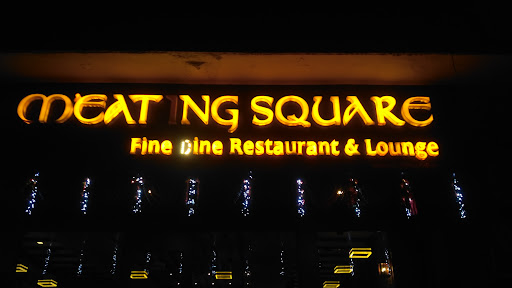 MEATING SQUARE
Fine Dine Restaurant & Lounge